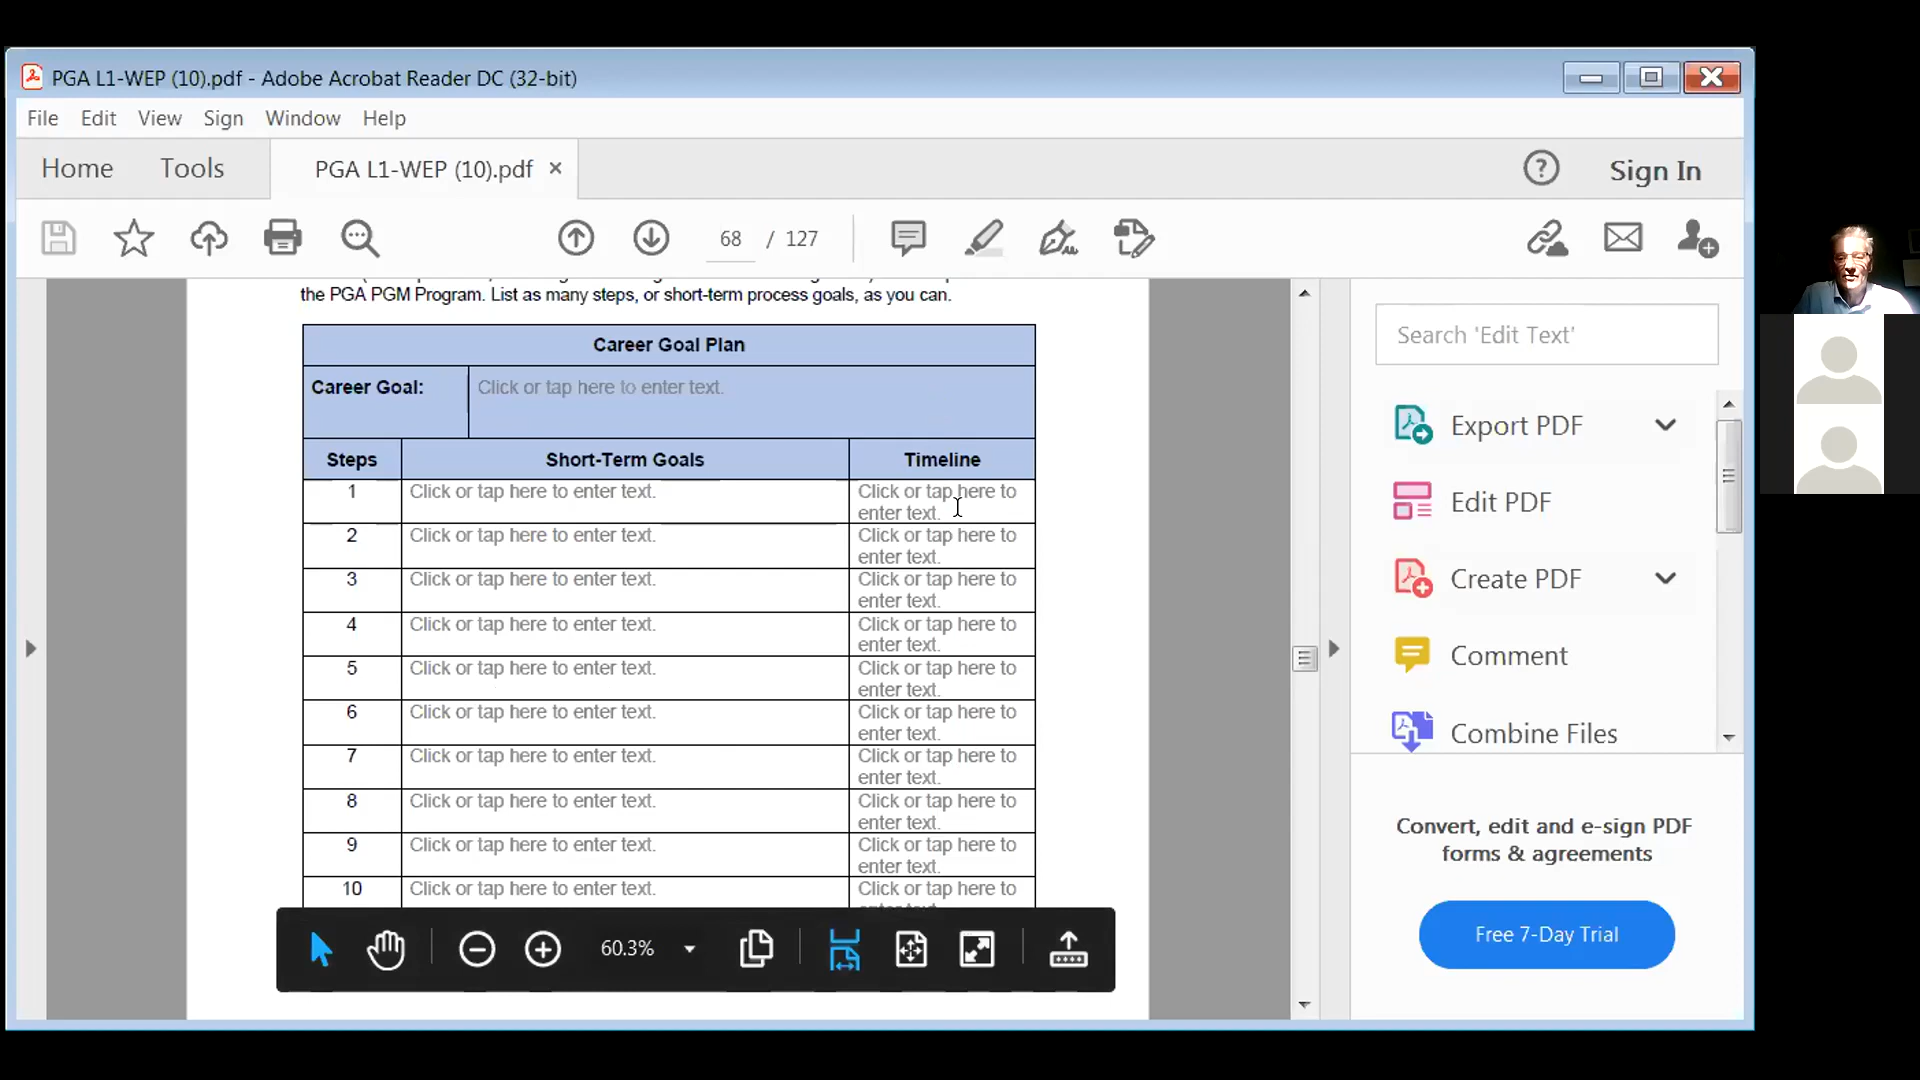 PGA L1-WEP (10).pdf - Adobe Acrobat Reader DC (32-bit)
File Edit View Sign Window Help
Home Tools PGA L1-WEP (10).pdf × Sign In
68 / 127
the PGA PGM Program. List as many steps, or short-term process goals, as you can.
Career Goal Plan
Career Goal: Click or tap here to enter text.
Steps Short-Term Goals Timeline
1 Click or tap here to enter text. Click or tap here to
enter text.
2 Click or tap here to enter text. Click or tap here to
enter text.
3 Click or tap here to enter text. Click or tap here to
enter text.
4 Click or tap here to enter text. Click or tap here to
enter text.
5 Click or tap here to enter text. Click or tap here to
enter text.
6 Click or tap here to enter text. Click or tap here to
enter text.
7 Click or tap here to enter text. Click or tap here to
enter text.
8 Click or tap here to enter text. Click or tap here to
enter text.
9 Click or tap here to enter text. Click or tap here to
enter text.
10 Click or tap here to enter text. Click or tap here to
60.3%
Search 'Edit Text'
Export PDF
Edit PDF
Create PDF
Comment
Combine Files
Convert, edit and e-sign PDF
forms & agreements
Free 7-Day Trial